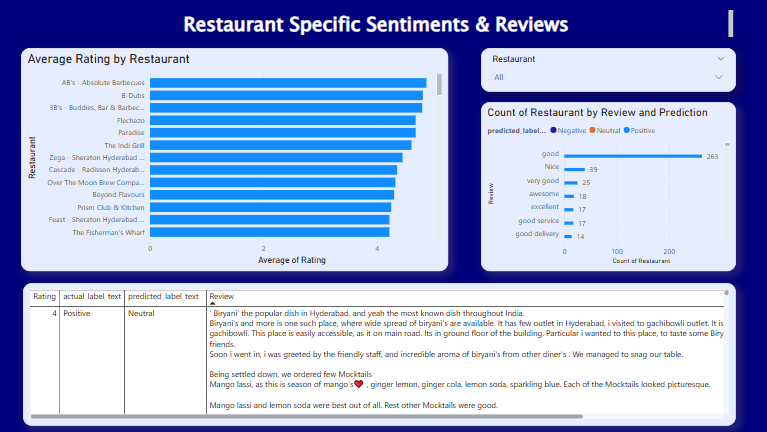 Restaurant Specific Sentiments & Reviews
Average Rating by Restaurant
Restaurant
AB's - Absolute Barbecues
B-Dubs
3B's - Buddies, Bar & Barbec...
Flechazo
Paradise
The Indi Grill
Zega - Sheraton Hyderabad ...
Cascade - Radisson Hyderab...
Over The Moon Brew Compa...
Beyond Flavours
Prism Club & Kitchen
Feast - Sheraton Hyderabad ...
The Fisherman's Wharf
0 2 4
Average of Rating
Restaurant
All
Count of Restaurant by Review and Prediction
predicted_label... Negative Neutral Positive
Review
good 263
Nice 39
very good 25
awesome 18
excellent 17
good service 17
good delivery 14
0 100 200
Count of Restaurant
Rating actual_label_text predicted_label_text Review
4 Positive Neutral ' Biryani' the popular dish in Hyderabad, and yeah the most known dish throughout India.
Biryani's and more is one such place, where wide spread of biryani's are available. It has few outlet in Hyderabad, i visited to gachibowli outlet. It is
gachibowli. This place is easily accessible, as it on main road. Its in ground floor of the building. Particular i wanted to this place, to taste some Biry
friends.
Soon i went in, i was greeted by the friendly staff, and incredible aroma of biryani's from other diner's . We managed to snag our table.
Being settled down, we ordered few Mocktails
Mango lassi, as this is season of mango's❤️ , ginger lemon, ginger cola, lemon soda, sparkling blue. Each of the Mocktails looked picturesque.
Mango lassi and lemon soda were best out of all. Rest other Mocktails were good.